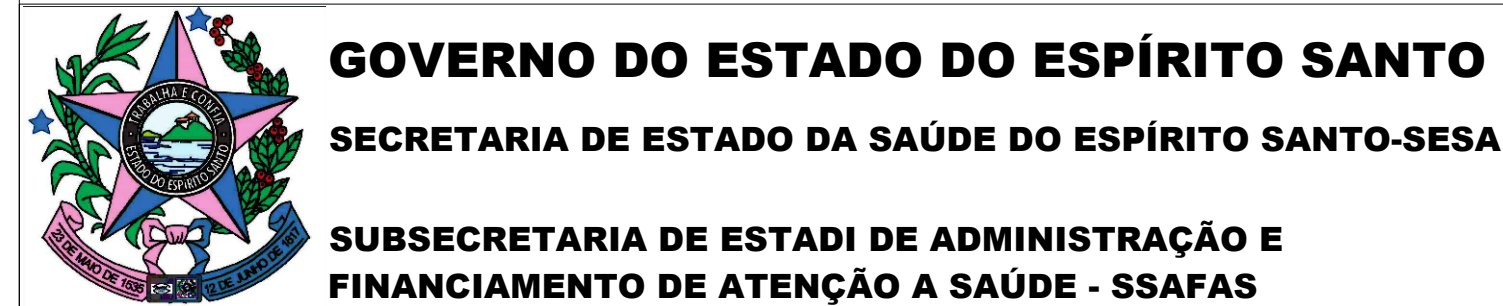 GOVERNO DO ESTADO DO ESPÍRITO SANTO
SECRETARIA DE ESTADO DA SAÚDE DO ESPÍRITO SANTO-SESA
SUBSECRETARIA DE ESTADI DE ADMINISTRAÇÃO E
FINANCIAMENTO DE ATENÇÃO A SAÚDE - SSAFAS
TRABALHA E CONFIA
ESTADO DO ESPIRITO SANTO
23 DE MAIO DE 1535
12 DE JUNHO DE 1817